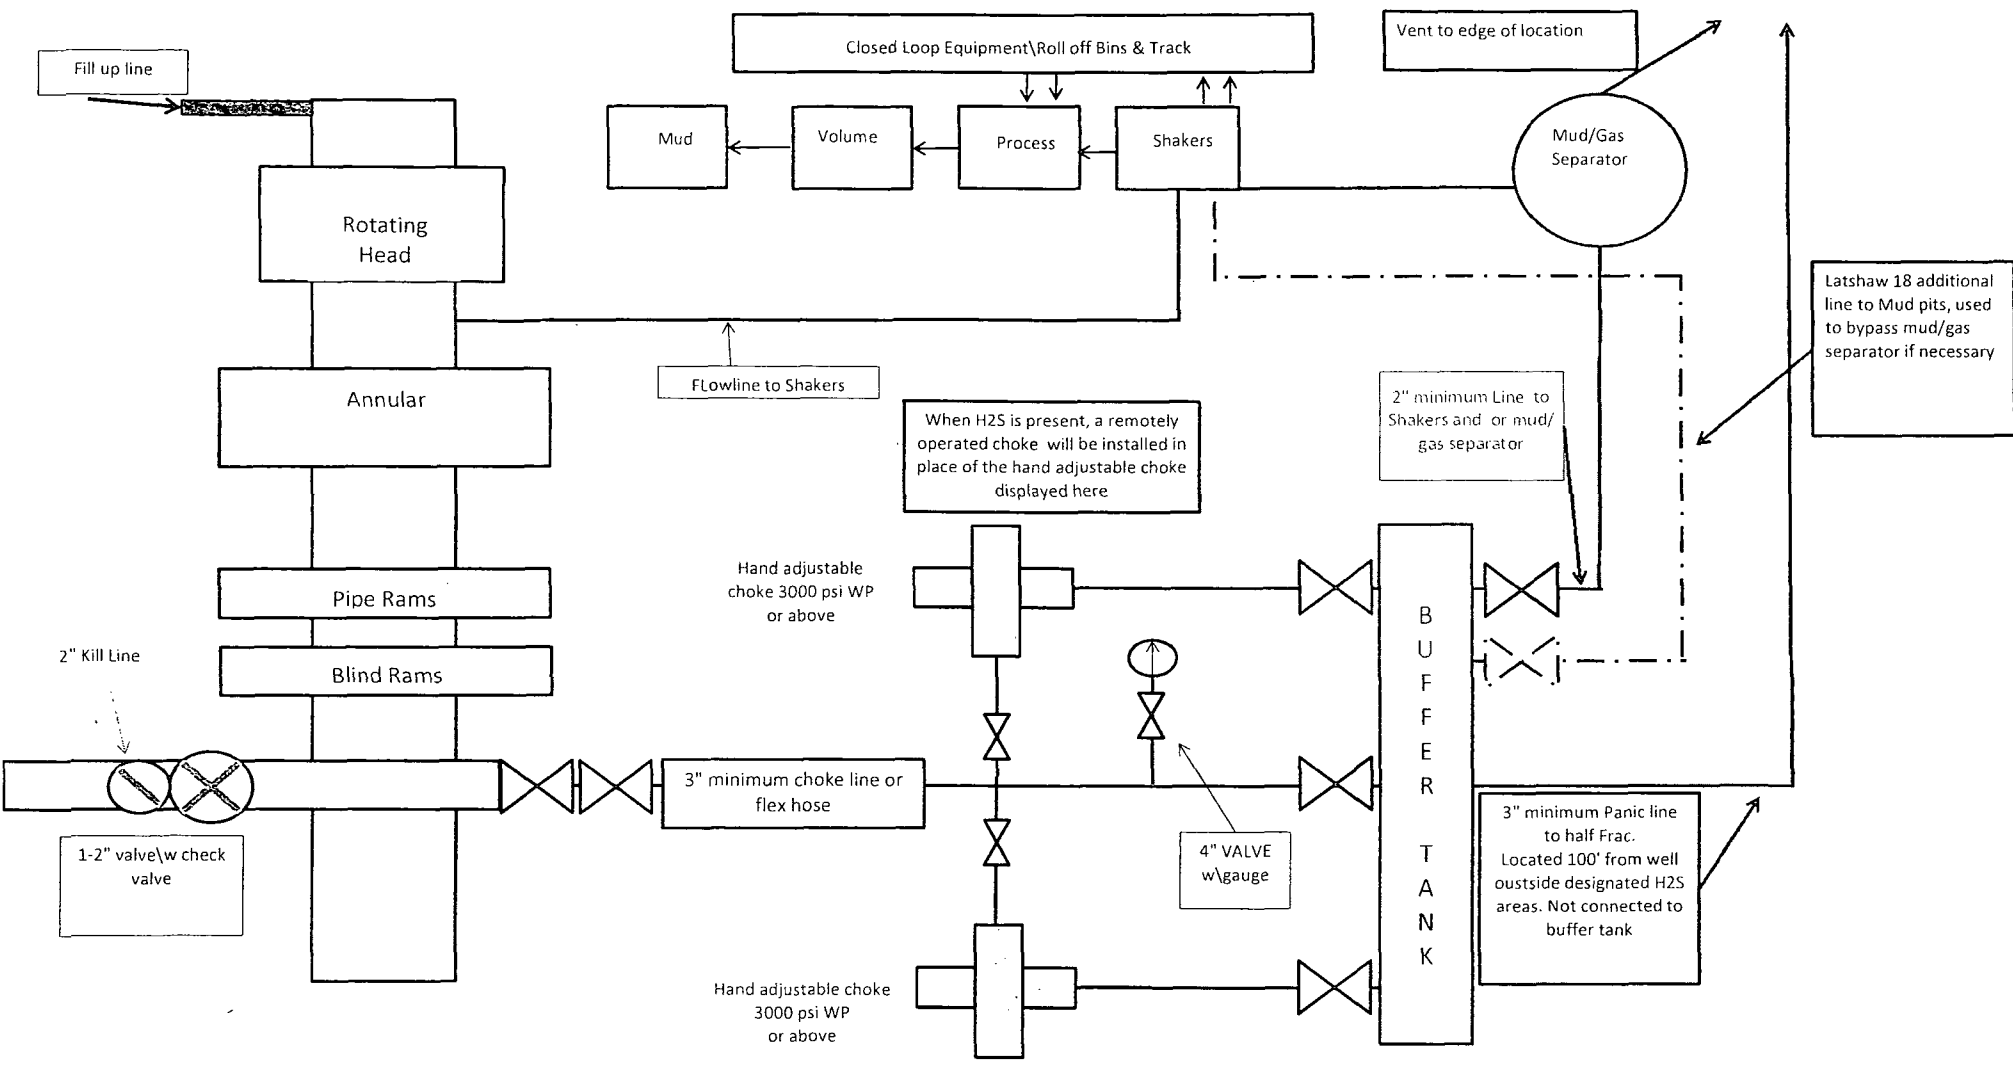 Closed Loop Equipment\Roll off Bins & Track
Vent to edge of location
Fill up line
Mud
Volume
Process
Shakers
Mud/Gas
Separator
Rotating
Head
Latshaw 18 additional
line to Mud pits, used
to bypass mud/gas
separator if necessary
FLowline to Shakers
Annular
2" minimum Line to
Shakers and or mud/
gas separator
When H2S is present, a remotely
operated choke will be installed in
place of the hand adjustable choke
displayed here
Hand adjustable
choke 3000 psi WP
or above
Pipe Rams
2" Kill Line
Blind Rams
BUFFER TANK
3" minimum choke line or
flex hose
1-2" valve\w check
valve
4" VALVE
w\gauge
3" minimum Panic line
to half Frac.
Located 100' from well
oustside designated H2S
areas. Not connected to
buffer tank
Hand adjustable choke
3000 psi WP
or above